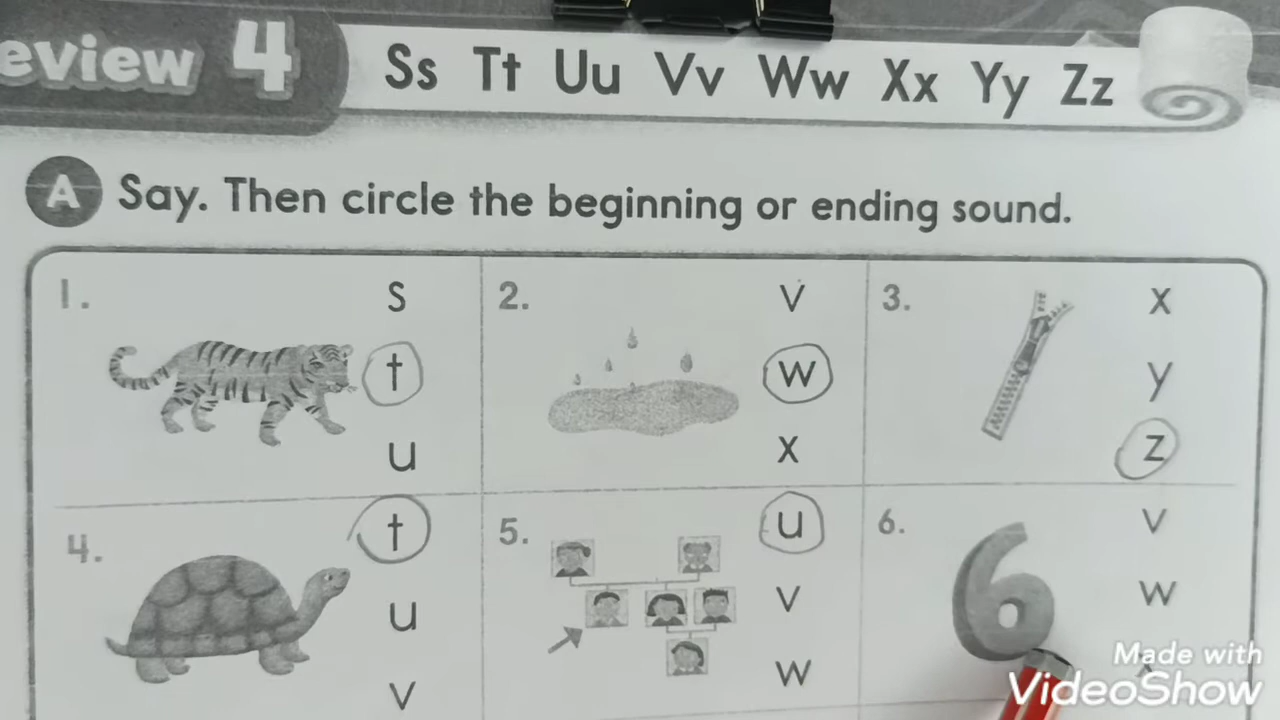 eview 4 Ss Tt Uu Vv Ww Xx Yy Zz
A Say. Then circle the beginning or ending sound.
1. s t u
2. v w x
3. x y z
4. t u v
5. u v w
6. v w
6
Made with
VideoShow